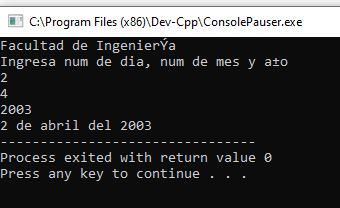 C:\Program Files (x86)\Dev-Cpp\ConsolePauser.exe
Facultad de IngenierÝa
Ingresa num de dia, num de mes y a±o
2
4
2003
2 de abril del 2003
--------------------------------
Process exited with return value 0
Press any key to continue . . .